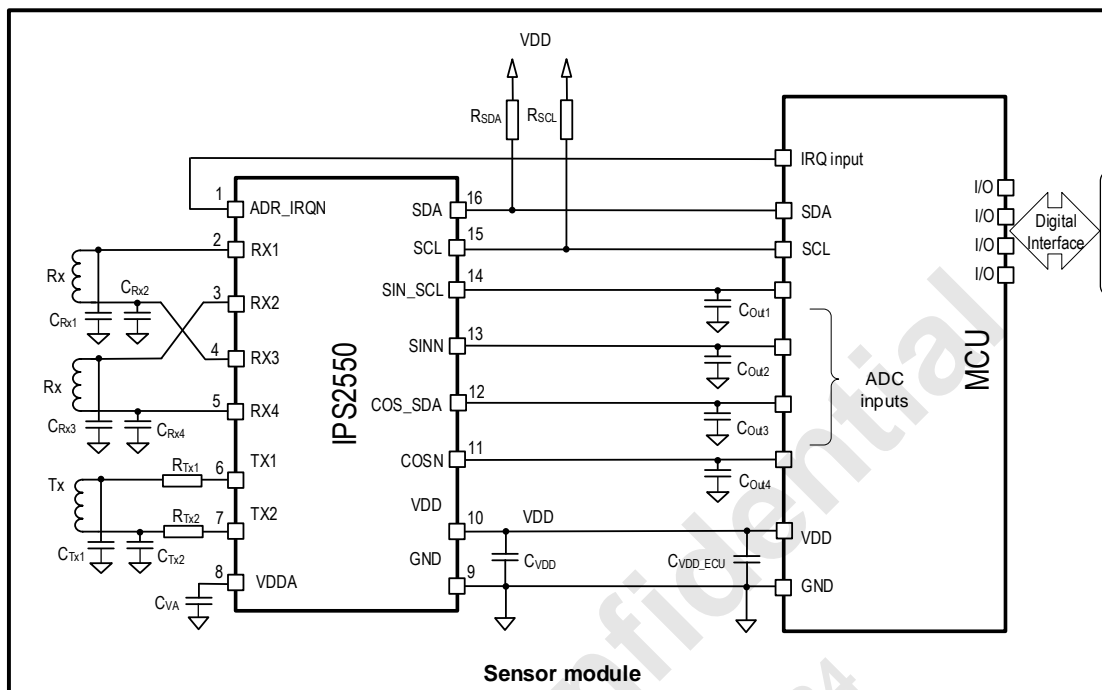 VDD
RSDA
RSCL
IRQ input
1
ADR_IRQN
SDA
16
SDA
I/O
I/O
I/O
I/O
Digital
Interface
2
RX1
SCL
15
SCL
Rx
CRx1
CRx2
3
RX2
SIN_SCL
14
COut1
4
RX3
SINN
13
COut2
ADC
inputs
MCU
IPS2550
Rx
CRx3
CRx4
5
RX4
COS_SDA
12
COut3
TX1
6
RTx1
COSN
11
COut4
Tx
CTx1
CTx2
RTx2
TX2
7
VDD
10
VDD
VDD
CVDD
CVDD_ECU
GND
9
GND
8
VDDA
CVA
Sensor module
nfidential